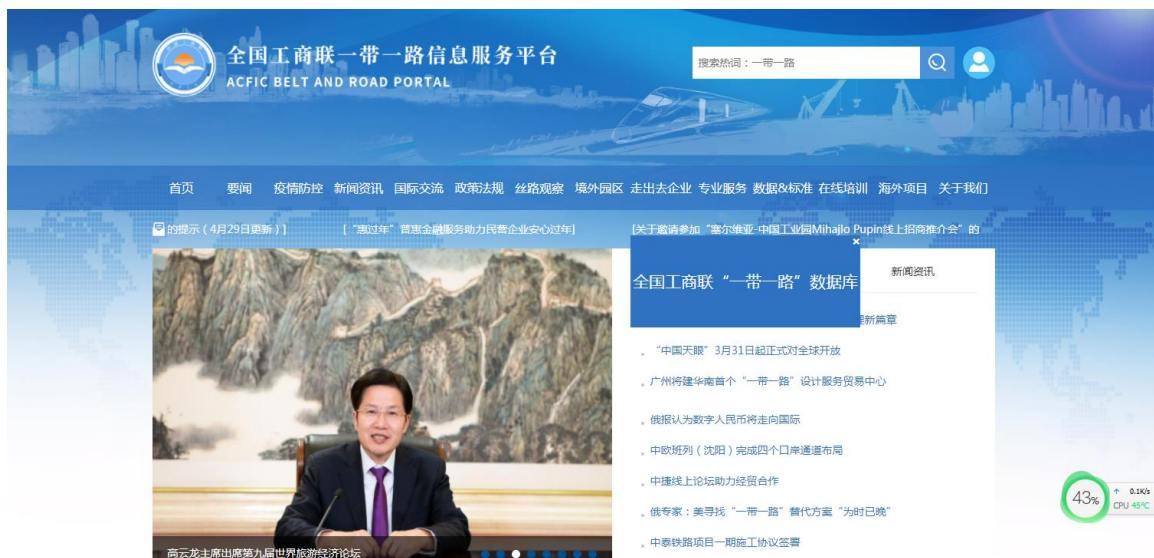 全国工商联一带一路信息服务平台
ACFIC BELT AND ROAD PORTAL
搜索热词：一带一路
首页 要闻 疫情防控 新闻资讯 国际交流 政策法规 丝路观察 境外园区 走出去企业 专业服务 数据&标准 在线培训 海外项目 关于我们
的提示（4月29日更新）] [“惠过年”普惠金融服务助力民营企业安心过年] [关于邀请参加“塞尔维亚-中国工业园Mihajlo Pupin线上招商推介会”的
×
全国工商联“一带一路”数据库
新闻资讯
新篇章
“中国天眼”3月31日起正式对全球开放
广州将建华南首个“一带一路”设计服务贸易中心
俄报认为数字人民币将走向国际
中欧班列（沈阳）完成四个口岸通道布局
中捷线上论坛助力经贸合作
俄专家：美寻找“一带一路”替代方案“为时已晚”
中泰铁路项目一期施工协议签署
高云龙主席出席第九届世界旅游经济论坛
43%
↑ 0.1K/s
CPU 45℃